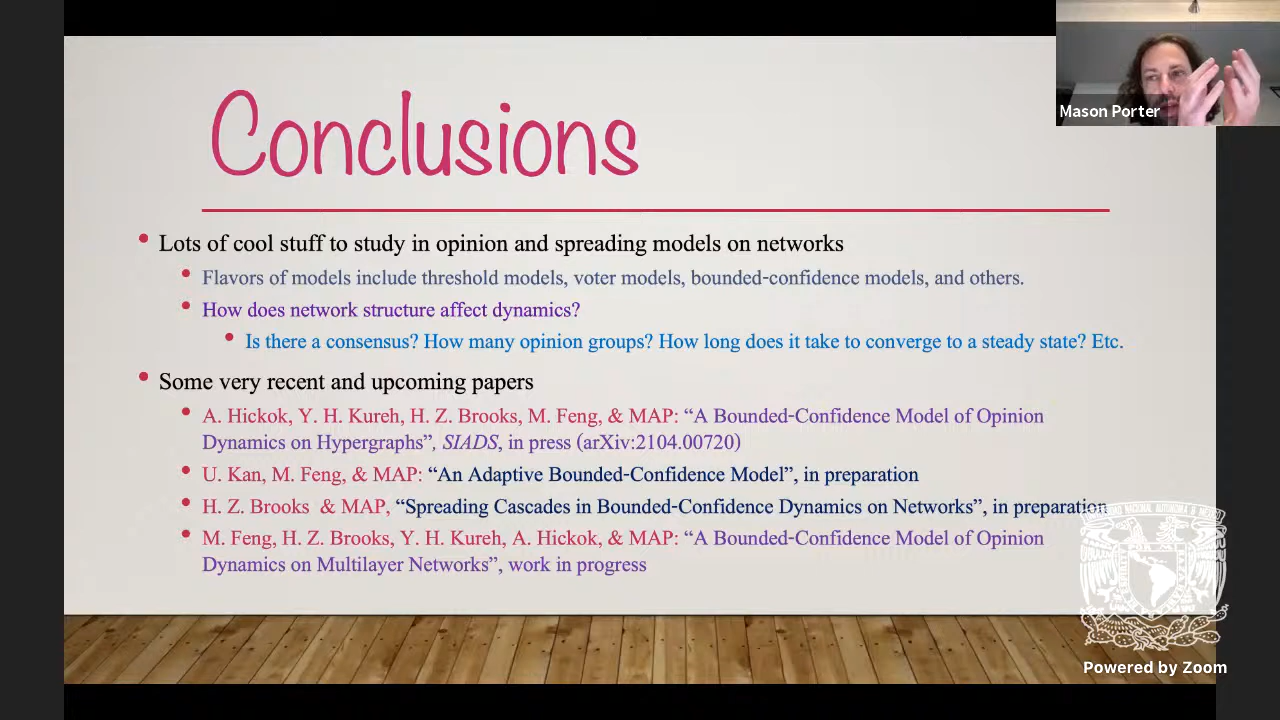 Mason Porter
Conclusions
• Lots of cool stuff to study in opinion and spreading models on networks
• Flavors of models include threshold models, voter models, bounded-confidence models, and others.
• How does network structure affect dynamics?
• Is there a consensus? How many opinion groups? How long does it take to converge to a steady state? Etc.
• Some very recent and upcoming papers
• A. Hickok, Y. H. Kureh, H. Z. Brooks, M. Feng, & MAP: “A Bounded-Confidence Model of Opinion
Dynamics on Hypergraphs”, SIADS, in press (arXiv:2104.00720)
• U. Kan, M. Feng, & MAP: “An Adaptive Bounded-Confidence Model”, in preparation
• H. Z. Brooks & MAP, “Spreading Cascades in Bounded-Confidence Dynamics on Networks”, in preparation
• M. Feng, H. Z. Brooks, Y. H. Kureh, A. Hickok, & MAP: “A Bounded-Confidence Model of Opinion
Dynamics on Multilayer Networks”, work in progress
Powered by Zoom